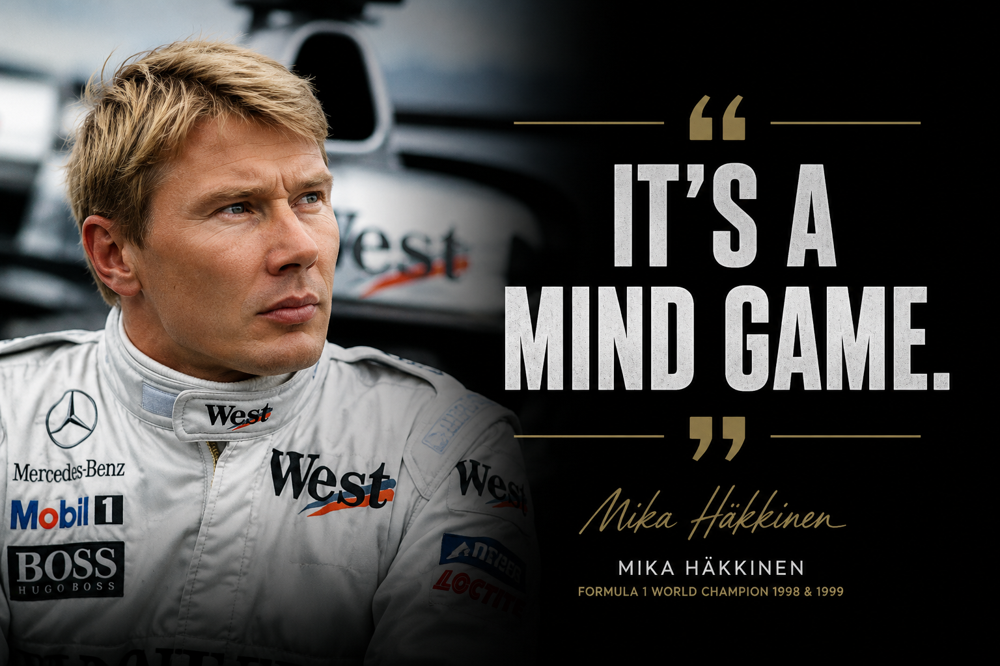 West
West
Mercedes-Benz
Mobil 1
BOSS
HUGO BOSS
West
West
LOCTITE
“
IT’S A
MIND GAME.
”
Mika Häkkinen
MIKA HÄKKINEN
FORMULA 1 WORLD CHAMPION 1998 & 1999